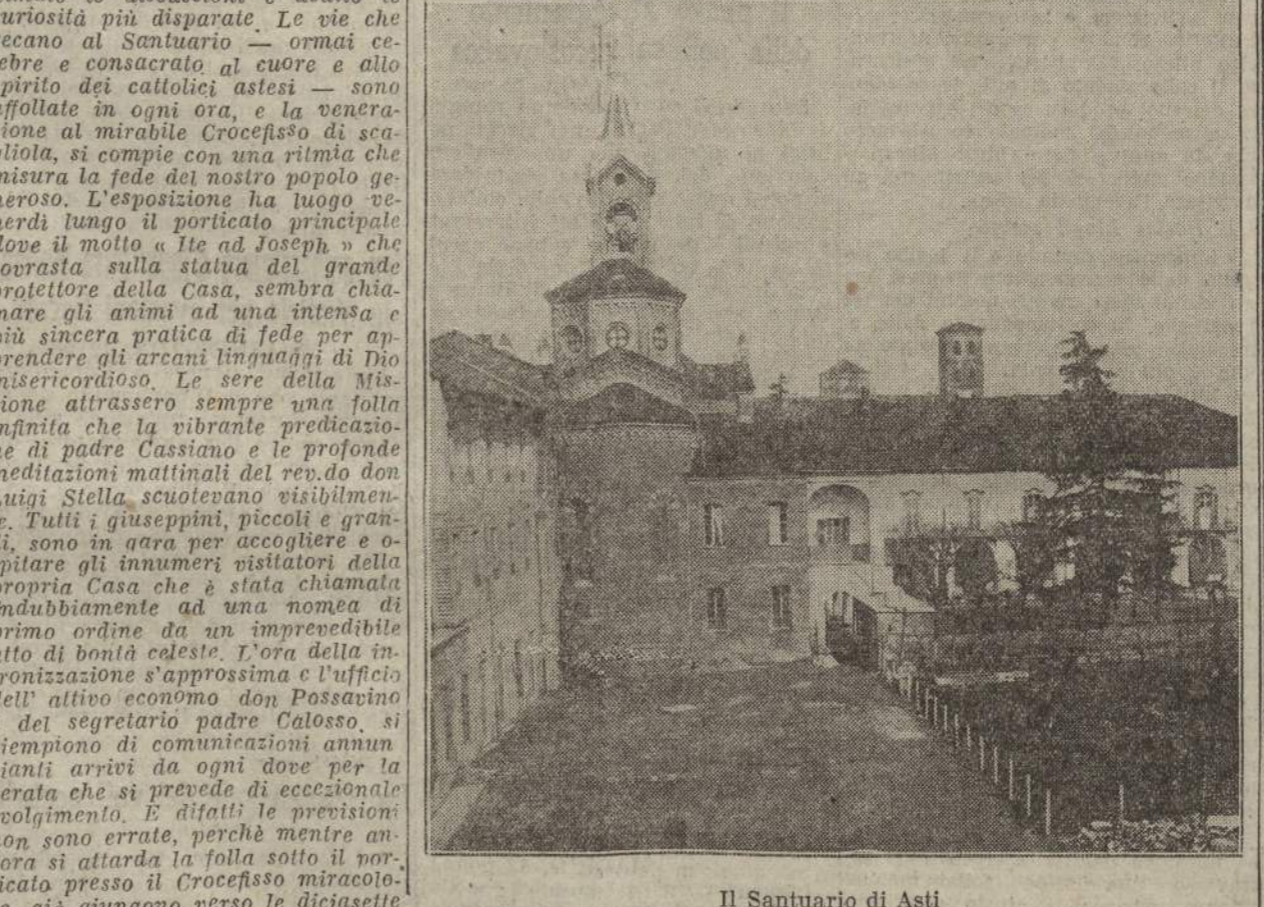 curiosità più disparate. Le vie che
recano al Santuario — ormai ce-
lebre e consacrato al cuore e allo
spirito dei cattolici astesi — sono
affollate in ogni ora, e la venera-
zione al mirabile Crocefisso di sca-
gliola, si compie con una ritmia che
misura la fede del nostro popolo ge-
neroso. L'esposizione ha luogo ve-
nerdì lungo il porticato principale
dove il motto « Ite ad Joseph » che
sovrasta sulla statua del grande
protettore della Casa, sembra chia-
mare gli animi ad una intensa e
più sincera pratica di fede per ap-
prendere gli arcani linguaggi di Dio
misericordioso. Le sere della Mis-
sione attrassero sempre una folla
infinita che la vibrante predicazio-
ne di padre Cassiano e le profonde
meditazioni mattinali del rev.do don
Luigi Stella scuotevano visibilmen-
te. Tutti i giuseppini, piccoli e gran-
di, sono in gara per accogliere e o-
spitare gli innumeri visitatori della
propria Casa che è stata chiamata
indubbiamente ad una nomea di
primo ordine da un imprevedibile
atto di bontà celeste. L'ora della in-
tronizzazione s'approssima e l'ufficio
dell' attivo economo don Possavino
e del segretario padre Calosso, si
riempiono di comunicazioni annun
cianti arrivi da ogni dove per la
serata che si prevede di eccezionale
svolgimento. E difatti le previsioni
non sono errate, perchè mentre an-
cora si attarda la folla sotto il por-
ticato presso il Crocefisso miracolo-
già giungono verso le diciasette
Il Santuario di Asti